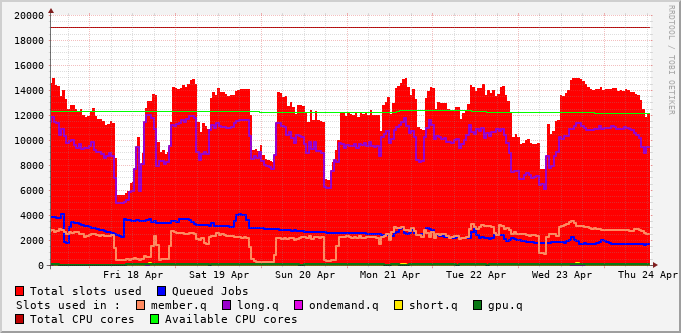 20000
18000
16000
14000
12000
10000
8000
6000
4000
2000
0
Fri 18 Apr Sat 19 Apr Sun 20 Apr Mon 21 Apr Tue 22 Apr Wed 23 Apr Thu 24 Apr
Total slots used Queued Jobs
Slots used in : member.q long.q ondemand.q short.q gpu.q
Total CPU cores Available CPU cores
RRDTOOL / TOBI OETIKER